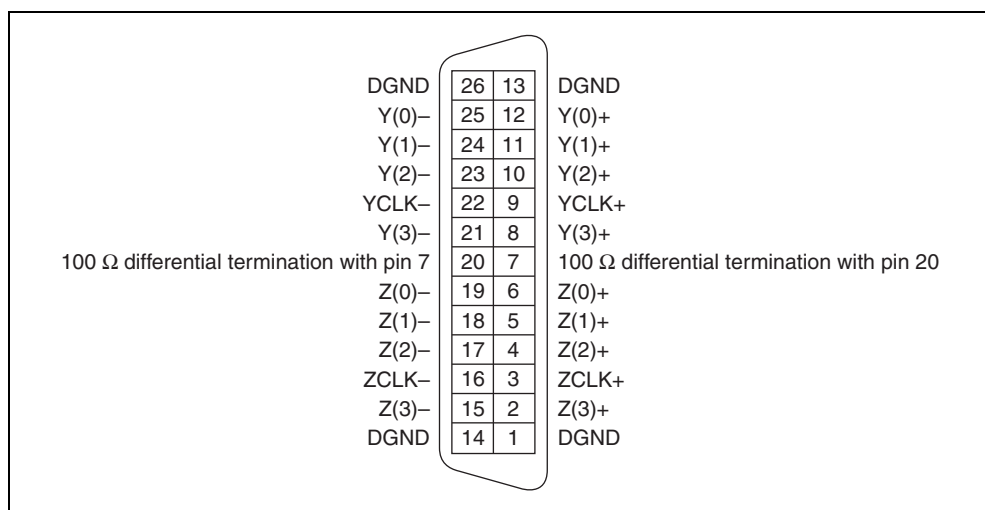 DGND 26 13 DGND
Y(0)– 25 12 Y(0)+
Y(1)– 24 11 Y(1)+
Y(2)– 23 10 Y(2)+
YCLK– 22 9 YCLK+
Y(3)– 21 8 Y(3)+
100 Ω differential termination with pin 7 20 7 100 Ω differential termination with pin 20
Z(0)– 19 6 Z(0)+
Z(1)– 18 5 Z(1)+
Z(2)– 17 4 Z(2)+
ZCLK– 16 3 ZCLK+
Z(3)– 15 2 Z(3)+
DGND 14 1 DGND